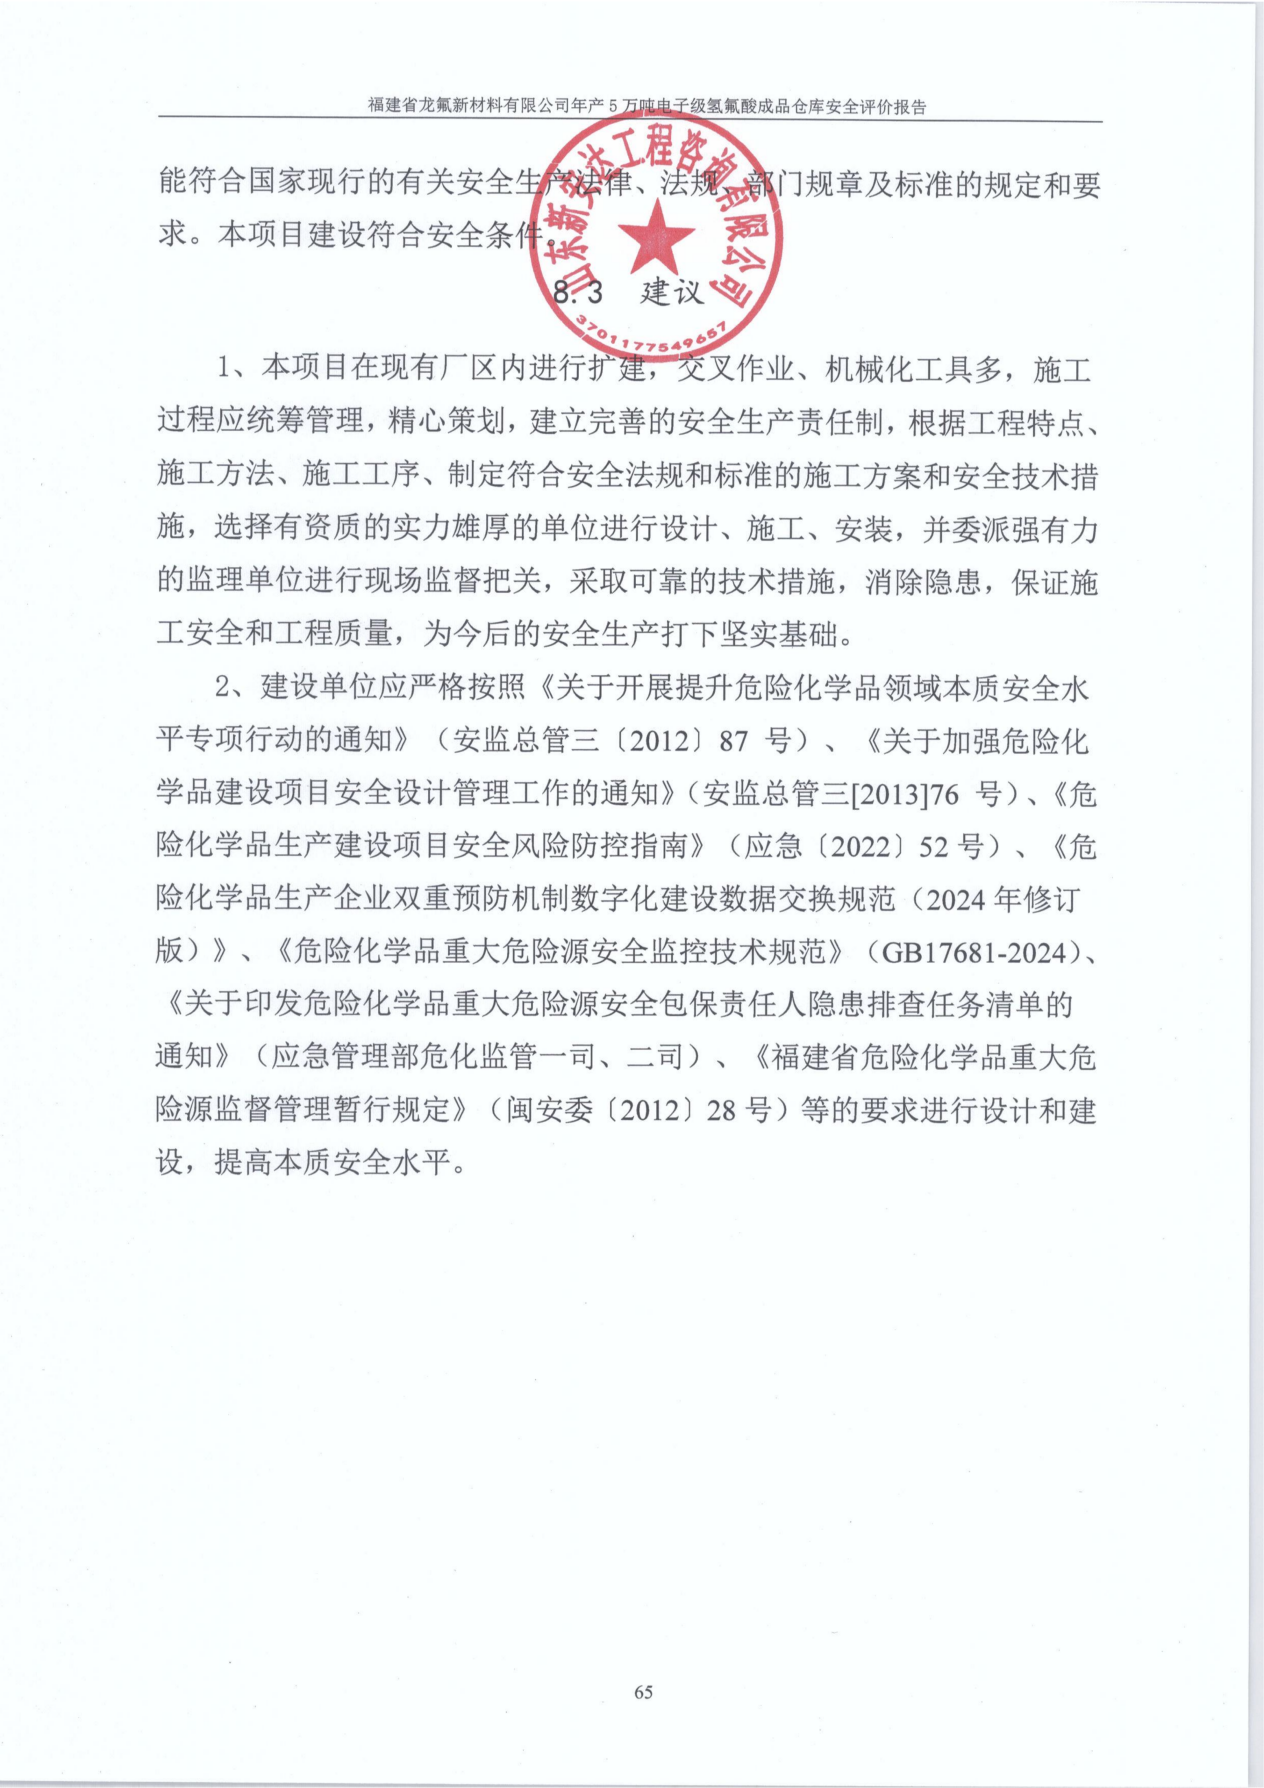 福建省龙氟新材料有限公司年产 5 万吨电子级氢氟酸成品仓库安全评价报告
能符合国家现行的有关安全生产法律、法规、部门规章及标准的规定和要
求。本项目建设符合安全条件。
山东新安达工程咨询有限公司
3701177549657
8.3 建议
1、本项目在现有厂区内进行扩建，交叉作业、机械化工具多，施工
过程应统筹管理，精心策划，建立完善的安全生产责任制，根据工程特点、
施工方法、施工工序、制定符合安全法规和标准的施工方案和安全技术措
施，选择有资质的实力雄厚的单位进行设计、施工、安装，并委派强有力
的监理单位进行现场监督把关，采取可靠的技术措施，消除隐患，保证施
工安全和工程质量，为今后的安全生产打下坚实基础。
2、建设单位应严格按照《关于开展提升危险化学品领域本质安全水
平专项行动的通知》（安监总管三〔2012〕87 号）、《关于加强危险化
学品建设项目安全设计管理工作的通知》（安监总管三[2013]76 号）、《危
险化学品生产建设项目安全风险防控指南》（应急〔2022〕52 号）、《危
险化学品生产企业双重预防机制数字化建设数据交换规范（2024 年修订
版）》、《危险化学品重大危险源安全监控技术规范》（GB17681-2024）、
《关于印发危险化学品重大危险源安全包保责任人隐患排查任务清单的
通知》（应急管理部危化监管一司、二司）、《福建省危险化学品重大危
险源监督管理暂行规定》（闽安委〔2012〕28 号）等的要求进行设计和建
设，提高本质安全水平。
65